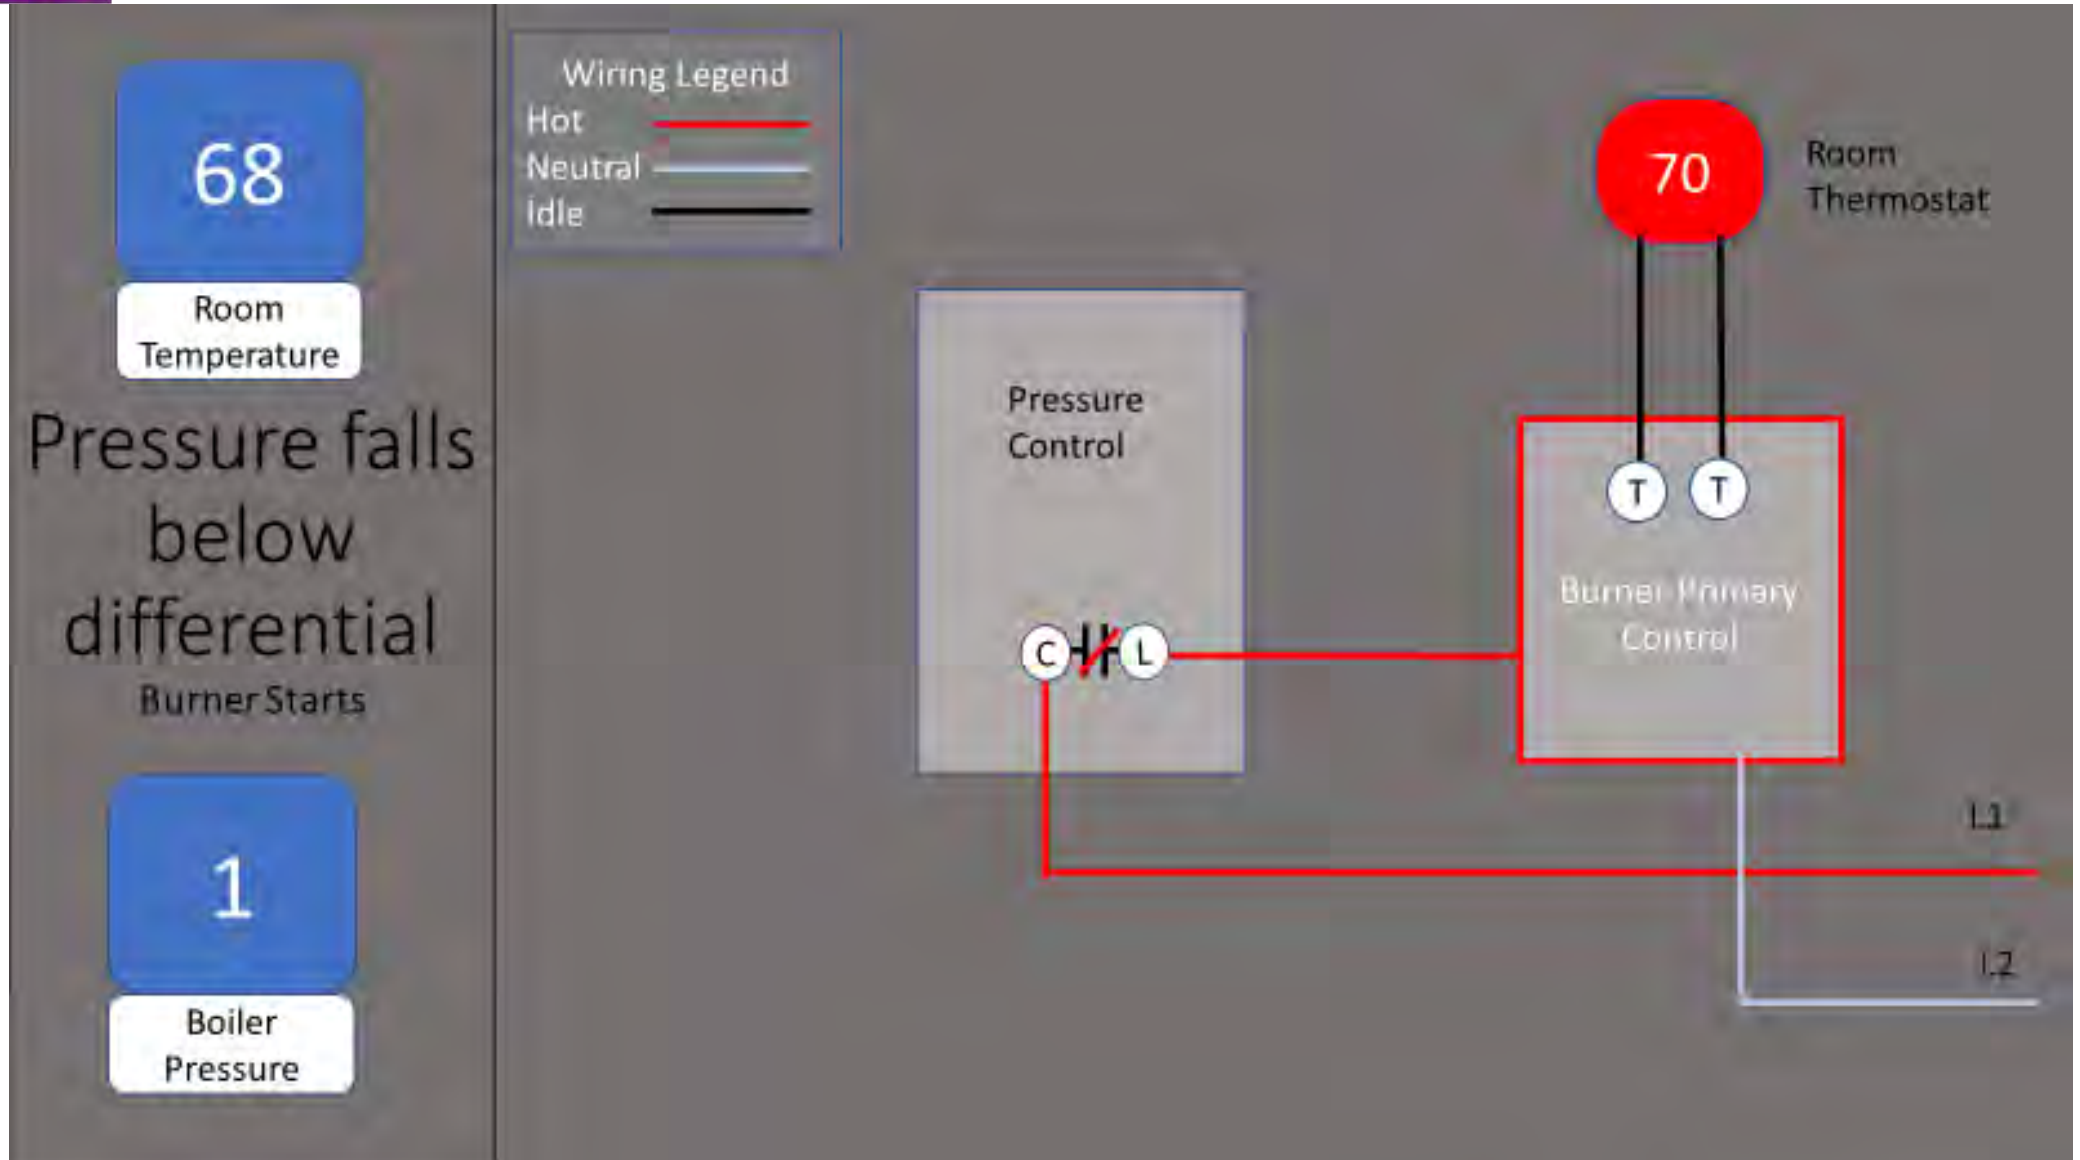 68
Room
Temperature
Pressure falls
below
differential
Burner Starts
1
Boiler
Pressure
Wiring Legend
Hot
Neutral
Idle
Pressure
Control
C
L
70
Room
Thermostat
T
T
Burner Primary
Control
L1
L2